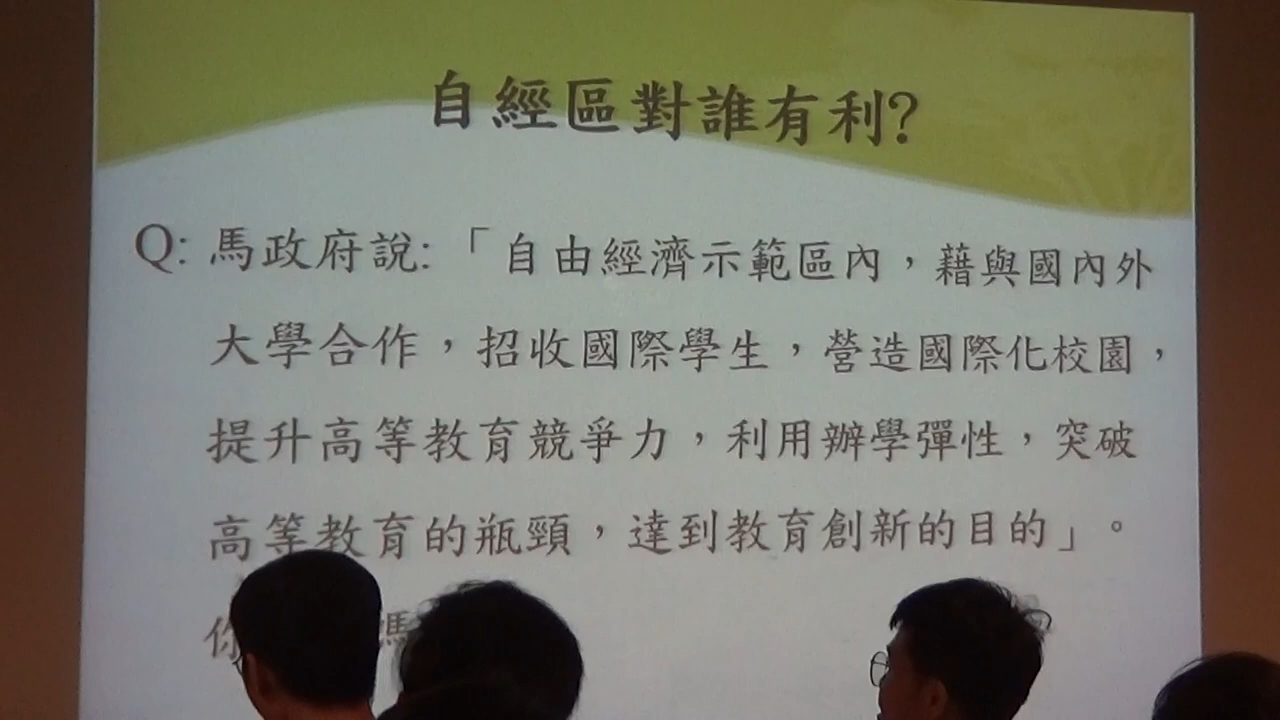 自經區對誰有利?
Q: 馬政府說:「自由經濟示範區內，藉與國內外
大學合作，招收國際學生，營造國際化校園，
提升高等教育競爭力，利用辦學彈性，突破
高等教育的瓶頸，達到教育創新的目的」。
你